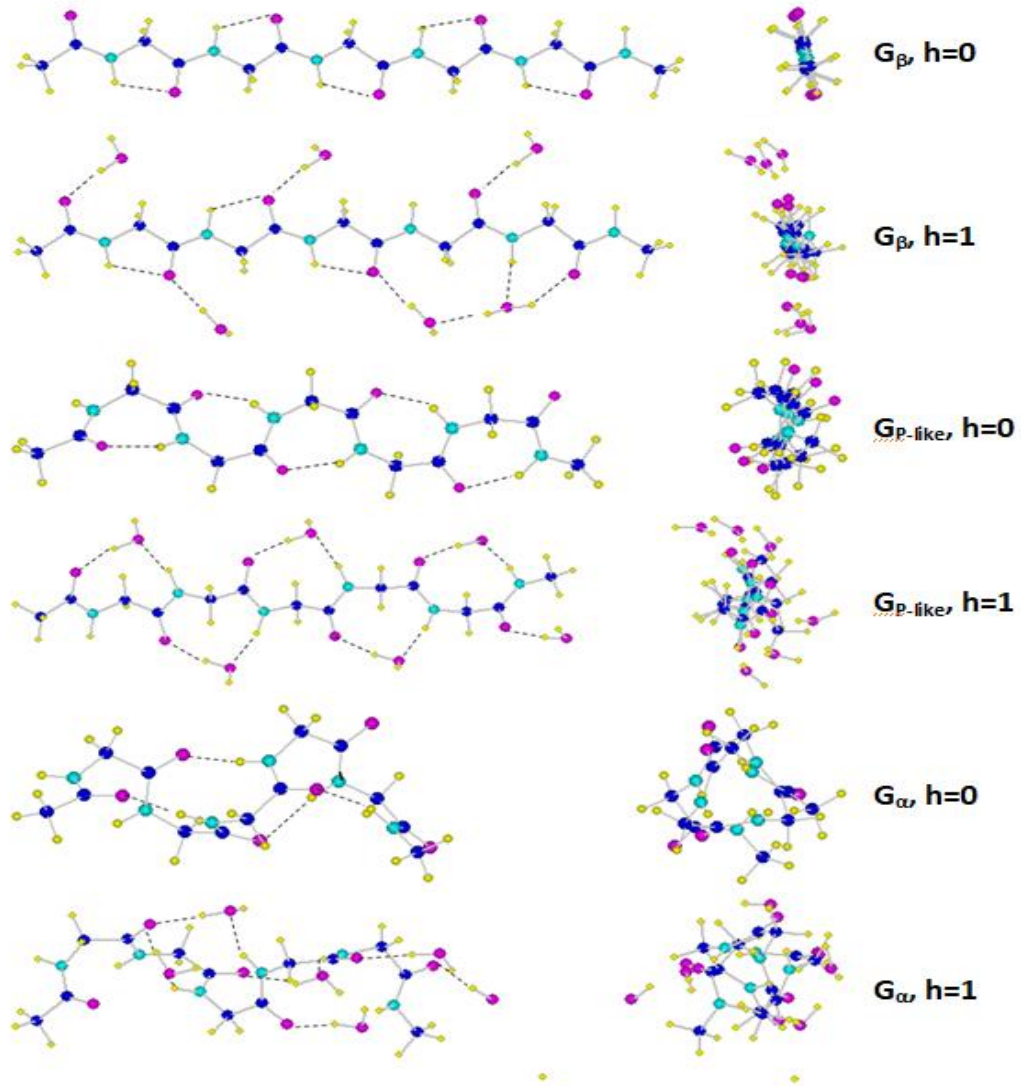 Gβ, h=0
Gβ, h=1
GP-like, h=0
GP-like, h=1
Gα, h=0
Gα, h=1